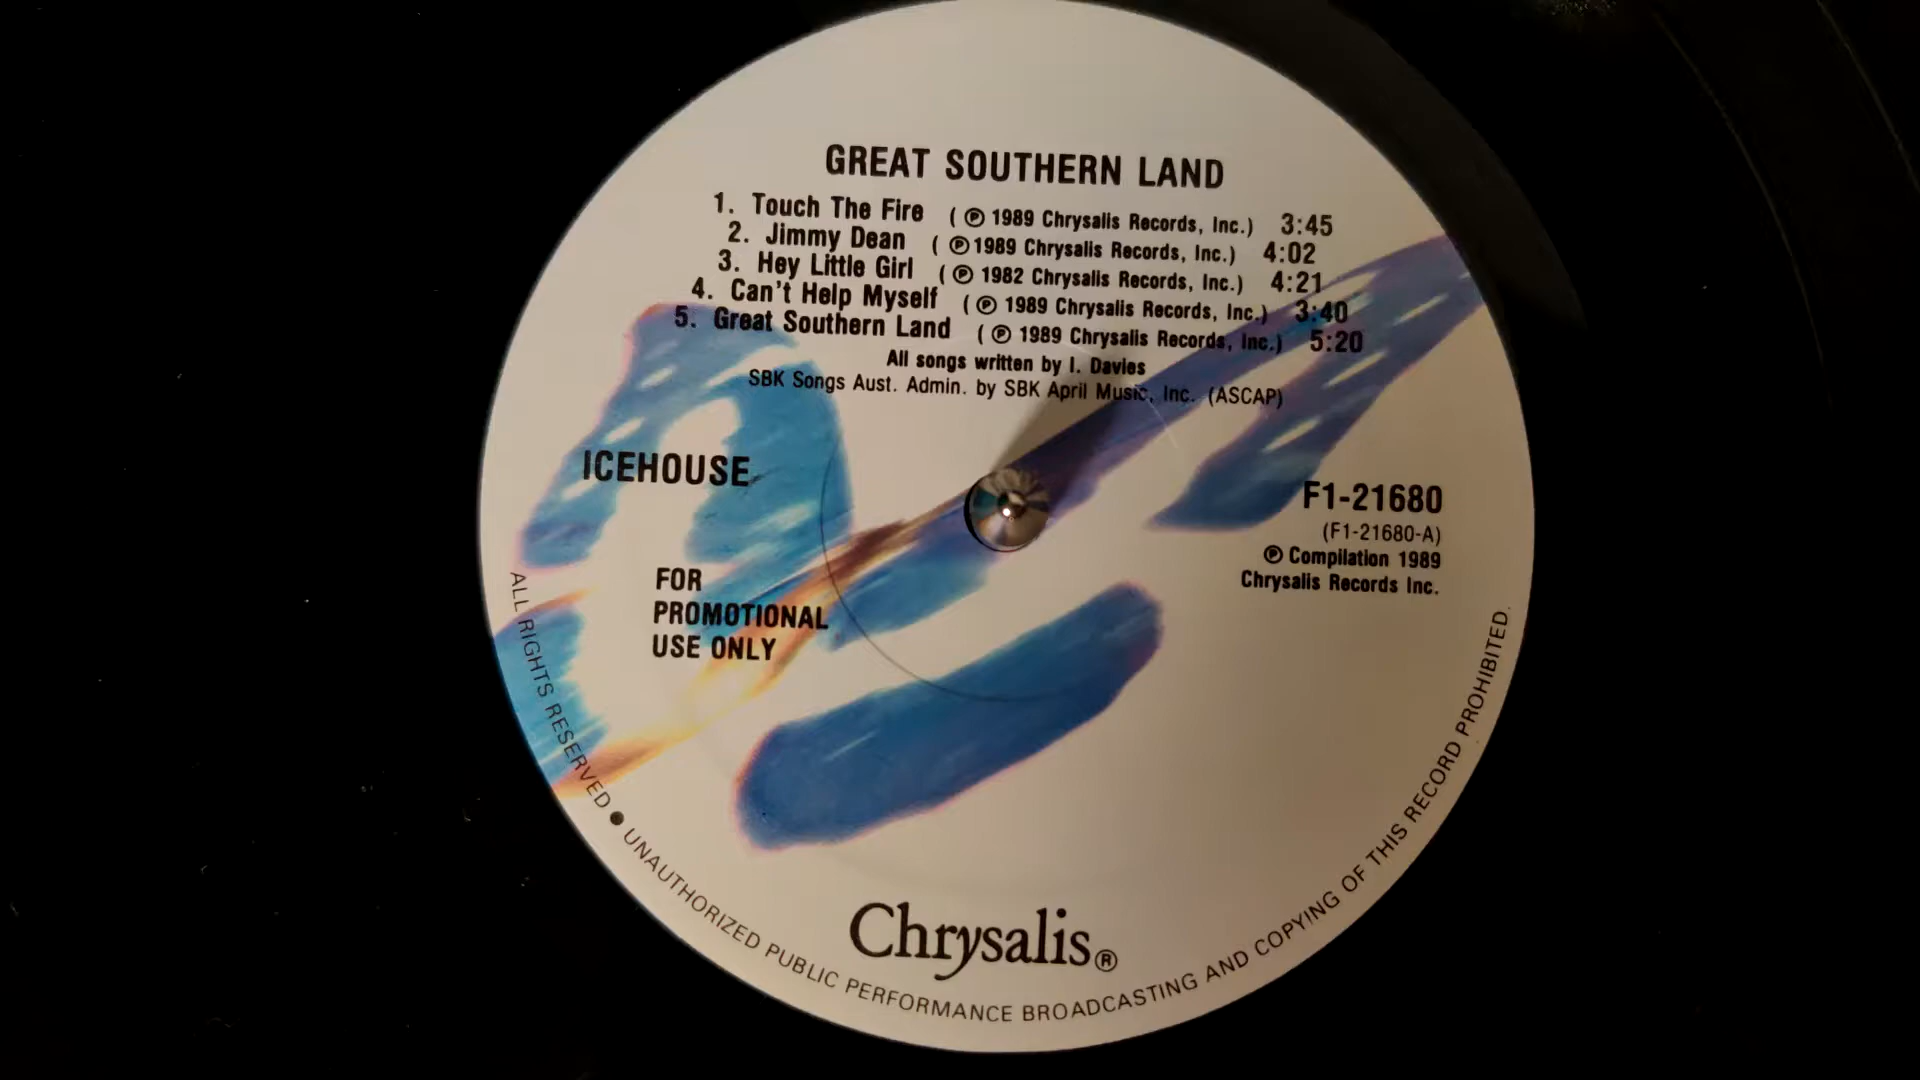 GREAT SOUTHERN LAND
1. Touch The Fire (℗ 1989 Chrysalis Records, Inc.) 3:45
2. Jimmy Dean (℗1989 Chrysalis Records, Inc.) 4:02
3. Hey Little Girl (℗ 1982 Chrysalis Records, Inc.) 4:21
4. Can't Help Myself (℗ 1989 Chrysalis Records, Inc.) 3:40
5. Great Southern Land (℗ 1989 Chrysalis Records, Inc.) 5:20
All songs written by I. Davies
SBK Songs Aust. Admin. by SBK April Music, Inc. (ASCAP)
ICEHOUSE
F1-21680
(F1-21680-A)
℗ Compilation 1989
Chrysalis Records Inc.
FOR
PROMOTIONAL
USE ONLY
Chrysalis®
ALL RIGHTS RESERVED ● UNAUTHORIZED PUBLIC PERFORMANCE BROADCASTING AND COPYING OF THIS RECORD PROHIBITED.